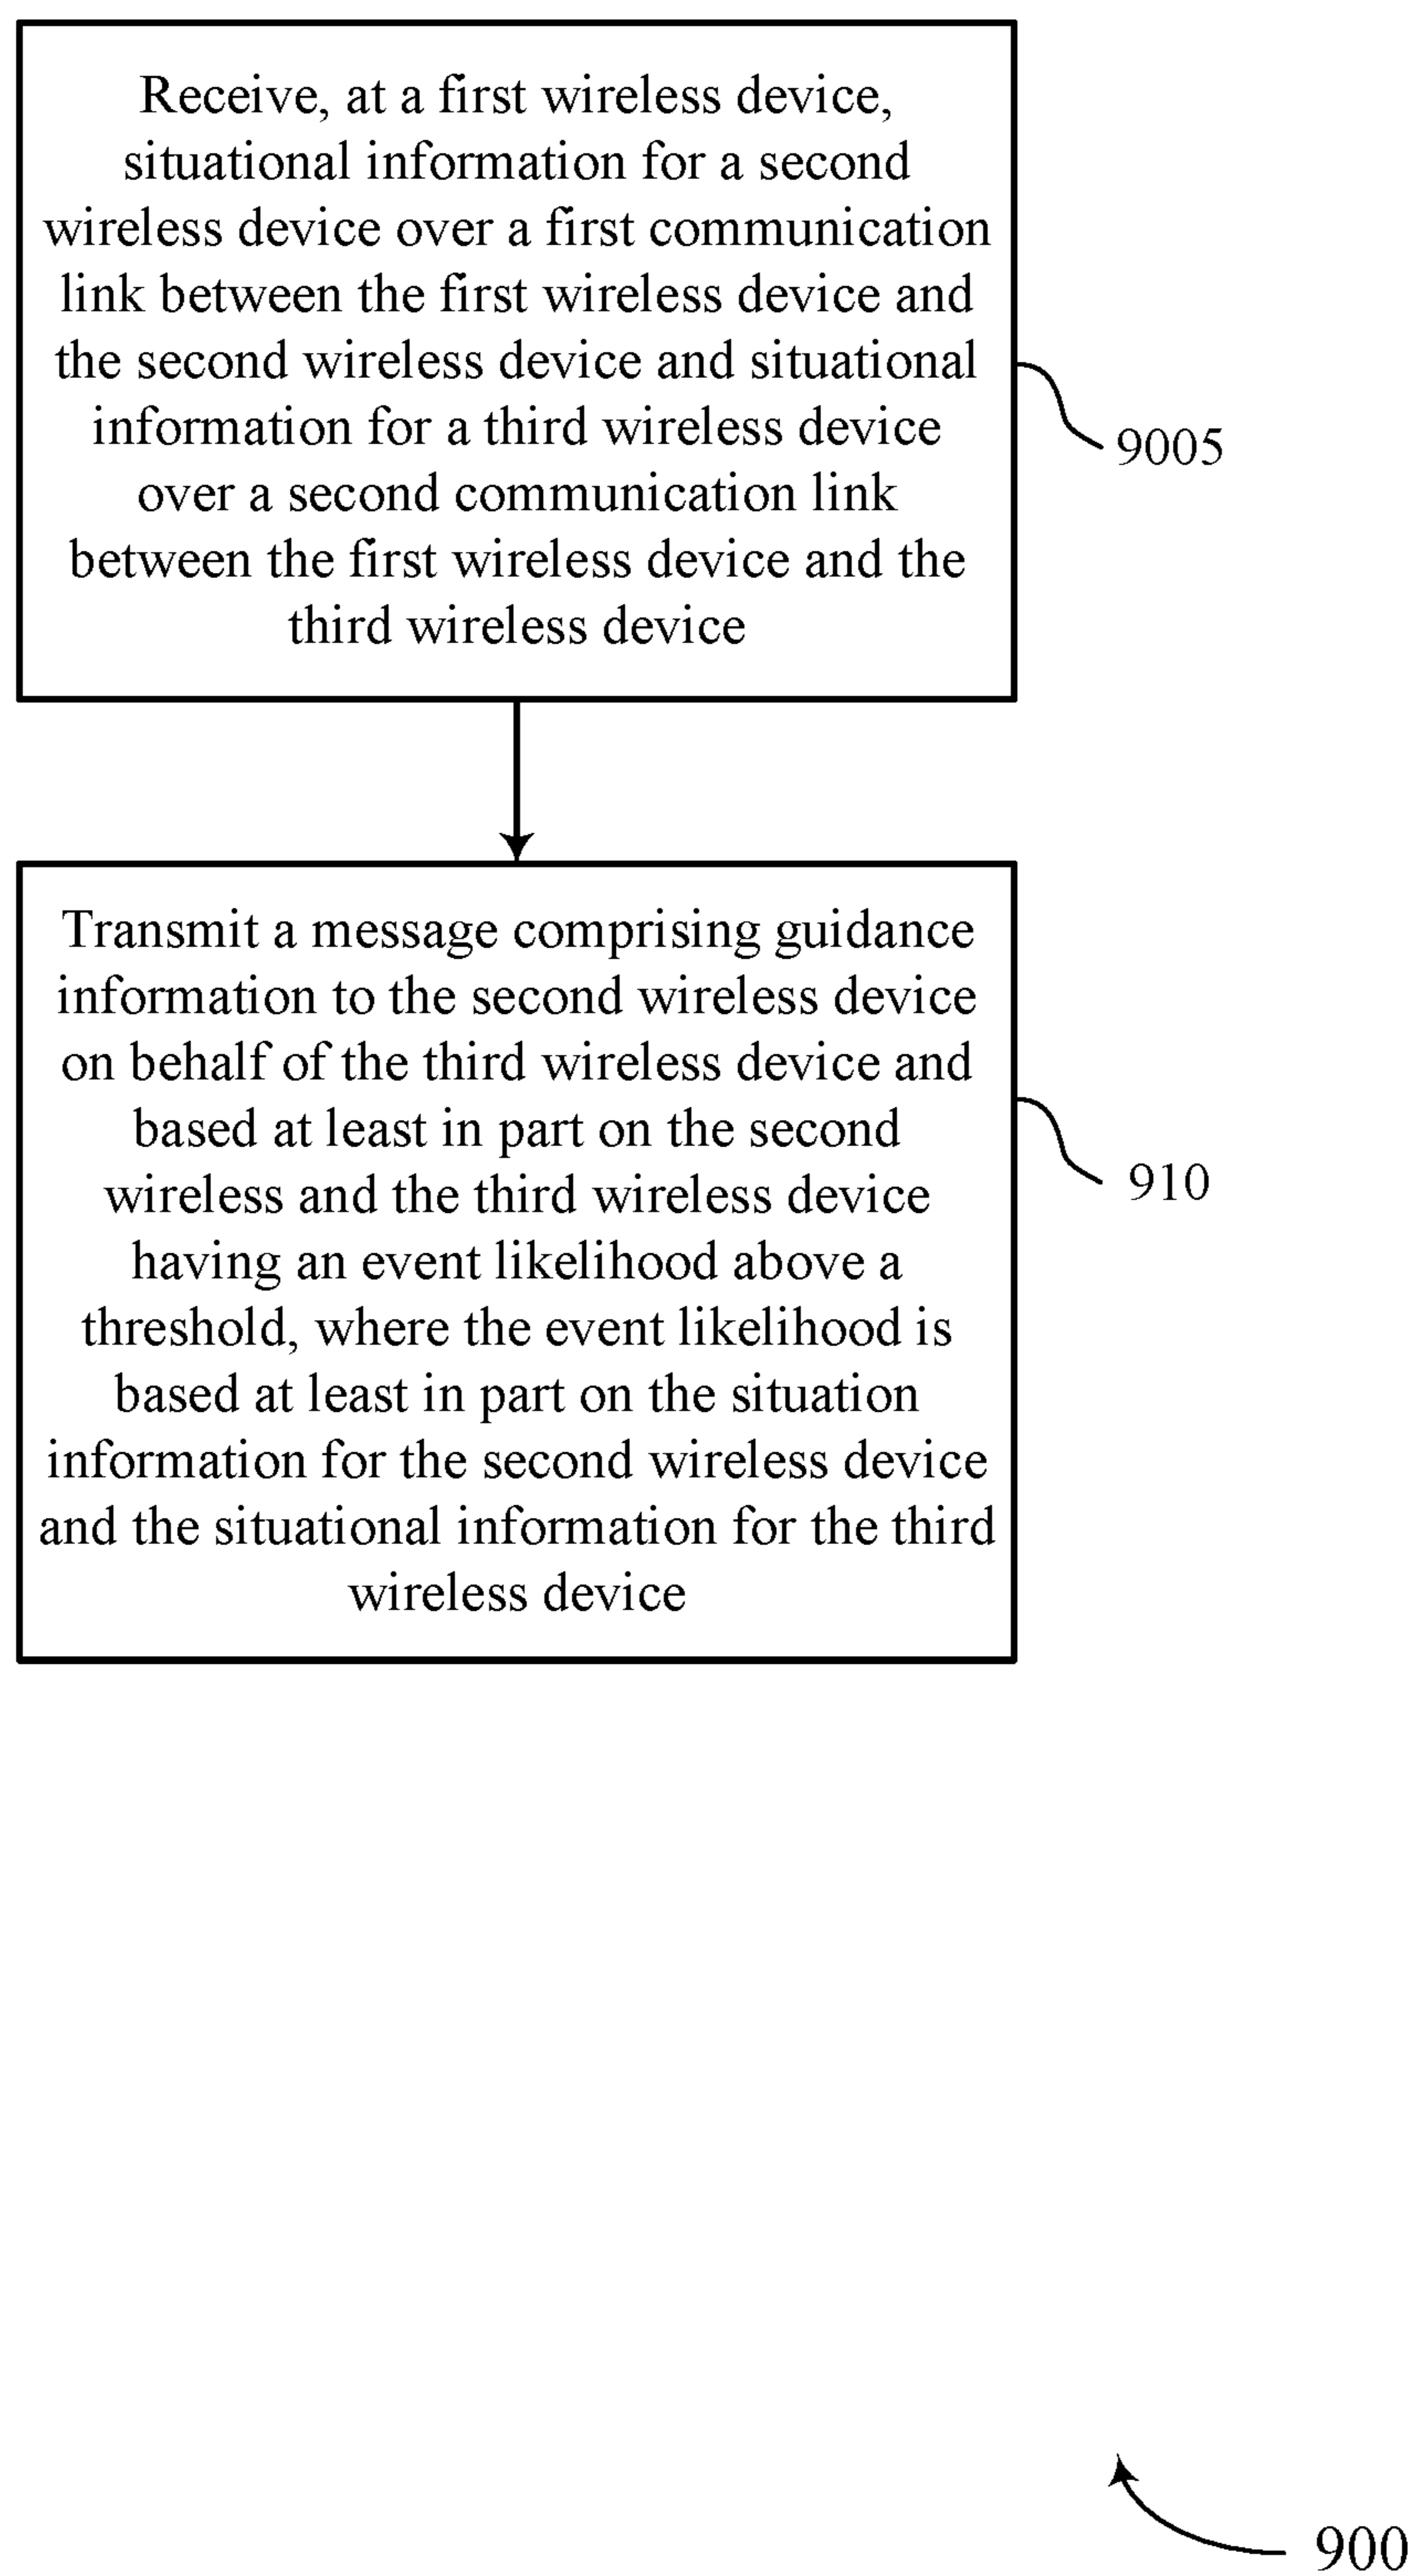 Receive, at a first wireless device,
situational information for a second
wireless device over a first communication
link between the first wireless device and
the second wireless device and situational
information for a third wireless device
over a second communication link
between the first wireless device and the
third wireless device
9005
Transmit a message comprising guidance
information to the second wireless device
on behalf of the third wireless device and
based at least in part on the second
wireless and the third wireless device
having an event likelihood above a
threshold, where the event likelihood is
based at least in part on the situation
information for the second wireless device
and the situational information for the third
wireless device
910
900